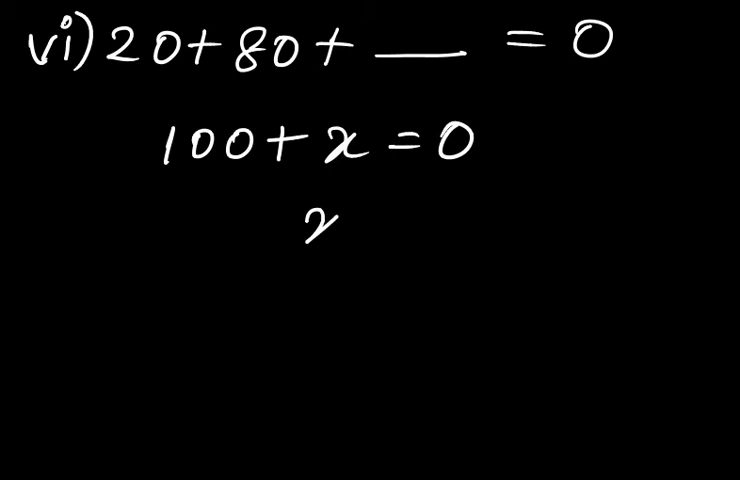 vi) 20 + 80 + ___ = 0
100 + x = 0
x